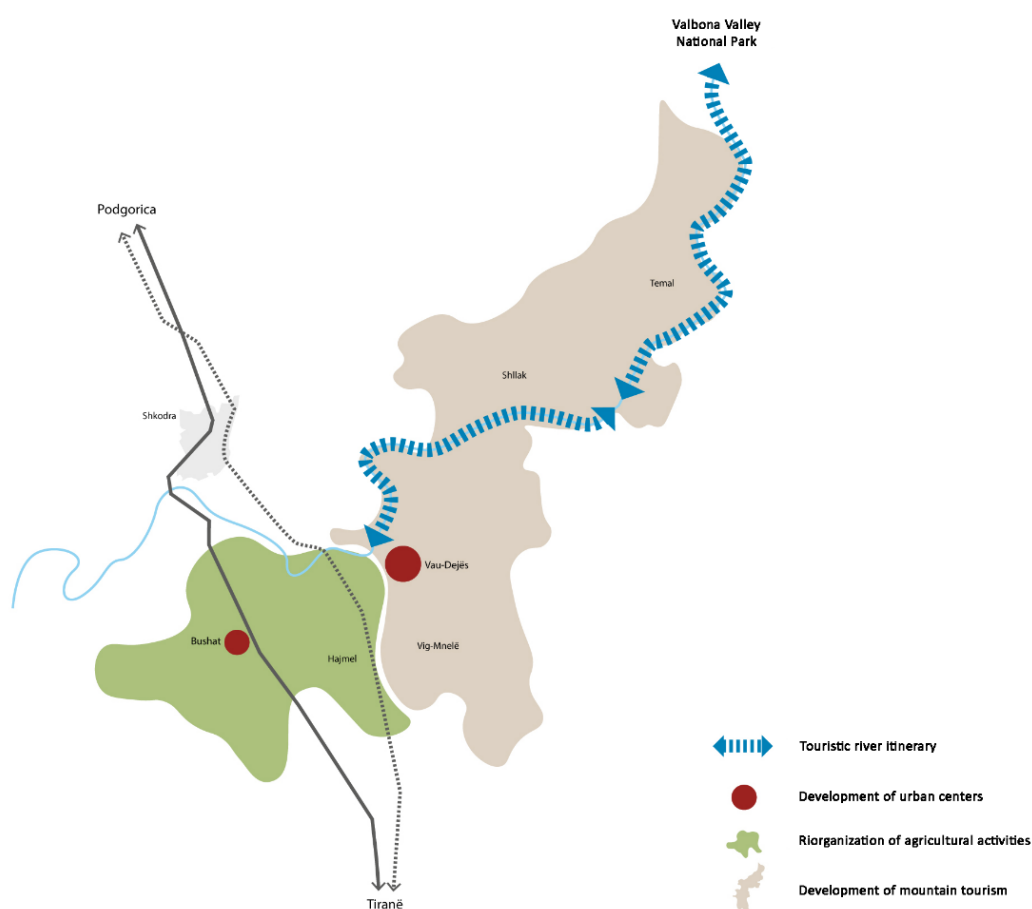 Valbona Valley
National Park
Podgorica
Temal
Shllak
Shkodra
Vau-Dejës
Bushat
Hajmel
Vig-Mnelë
Touristic river itinerary
Development of urban centers
Riorganization of agricultural activities
Development of mountain tourism
Tiranë